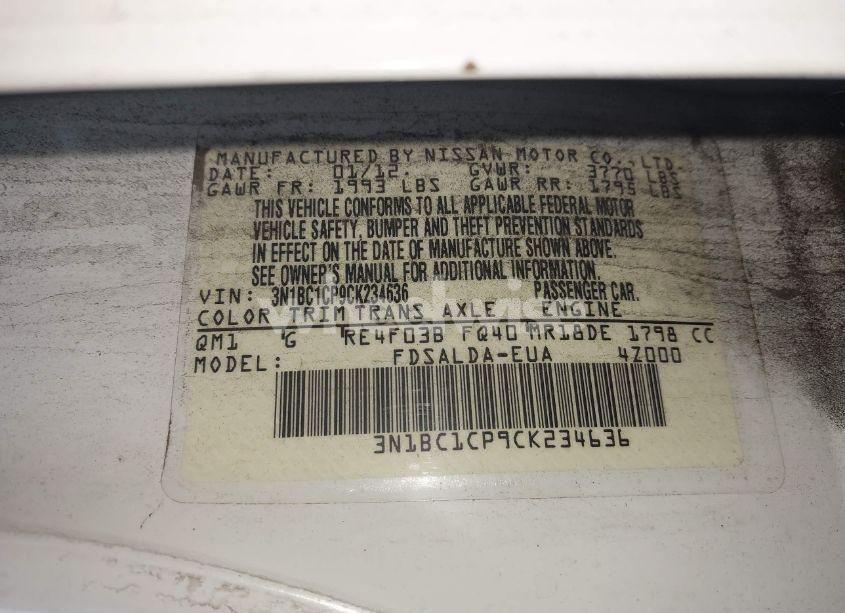 MANUFACTURED BY NISSAN MOTOR CO., LTD.
DATE: 01/12. GVWR: 3770 LBS
GAWR FR: 1993 LBS GAWR RR: 1795 LBS
THIS VEHICLE CONFORMS TO ALL APPLICABLE FEDERAL MOTOR
VEHICLE SAFETY, BUMPER AND THEFT PREVENTION STANDARDS
IN EFFECT ON THE DATE OF MANUFACTURE SHOWN ABOVE.
SEE OWNER'S MANUAL FOR ADDITIONAL INFORMATION.
VIN: 3N1BC1CP9CK234636 PASSENGER CAR.
COLOR TRIM TRANS AXLE ENGINE
QM1 G RE4F03B FQ40 MR18DE 1798 CC
MODEL: FDSALDA-EUA 4Z000
3N1BC1CP9CK234636